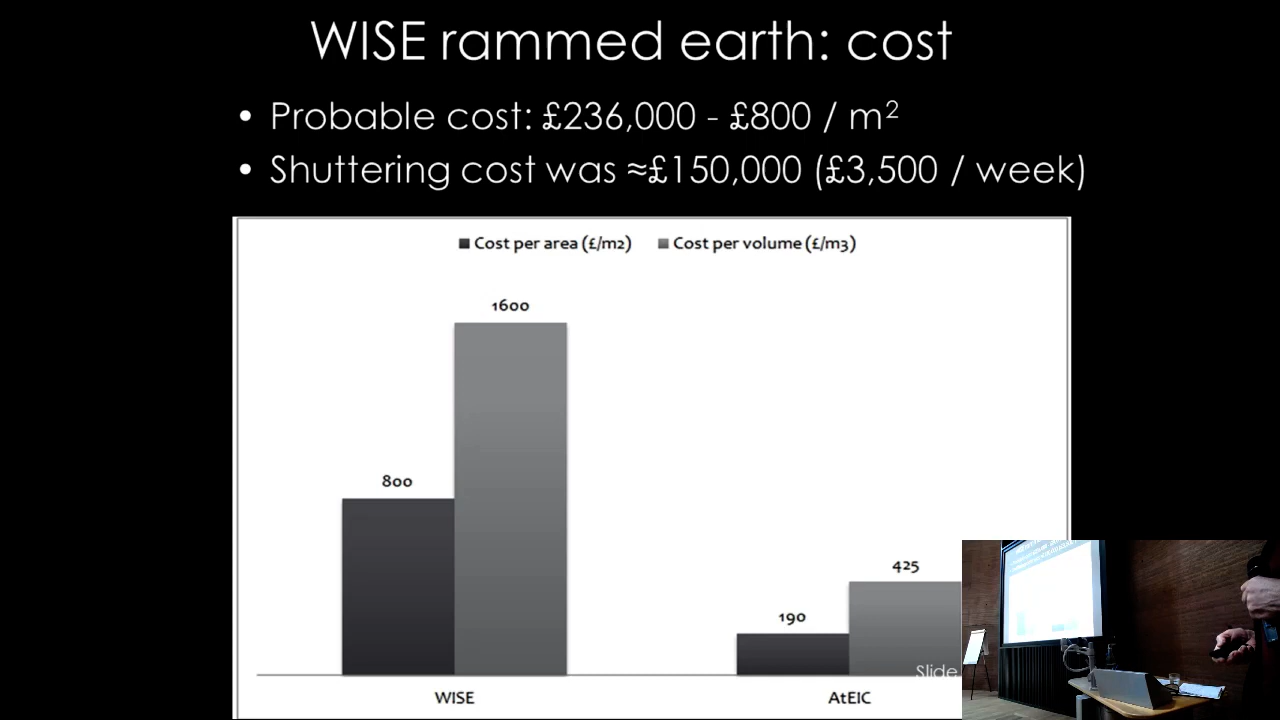 WISE rammed earth: cost
• Probable cost: £236,000 - £800 / m²
• Shuttering cost was ≈£150,000 (£3,500 / week)
Cost per area (£/m2) Cost per volume (£/m3)
1600
800
425
190
Slide
WISE AtEIC